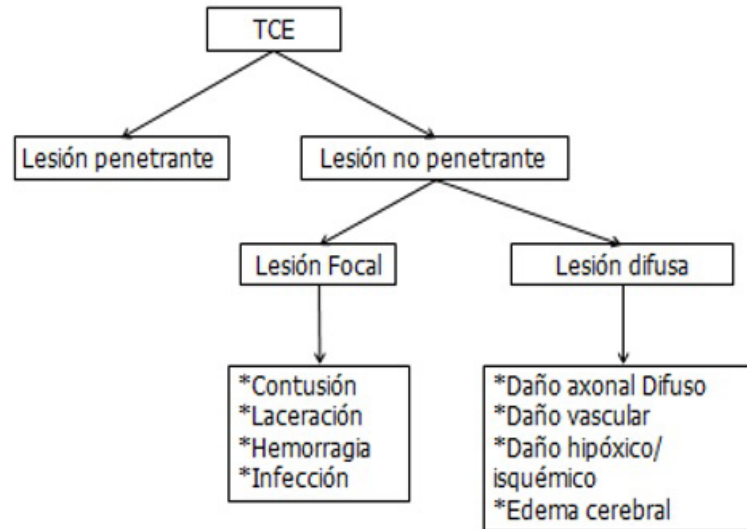 TCE
Lesión penetrante
Lesión no penetrante
Lesión Focal
Lesión difusa
*Contusión
*Laceración
*Hemorragia
*Infección
*Daño axonal Difuso
*Daño vascular
*Daño hipóxico/
isquémico
*Edema cerebral